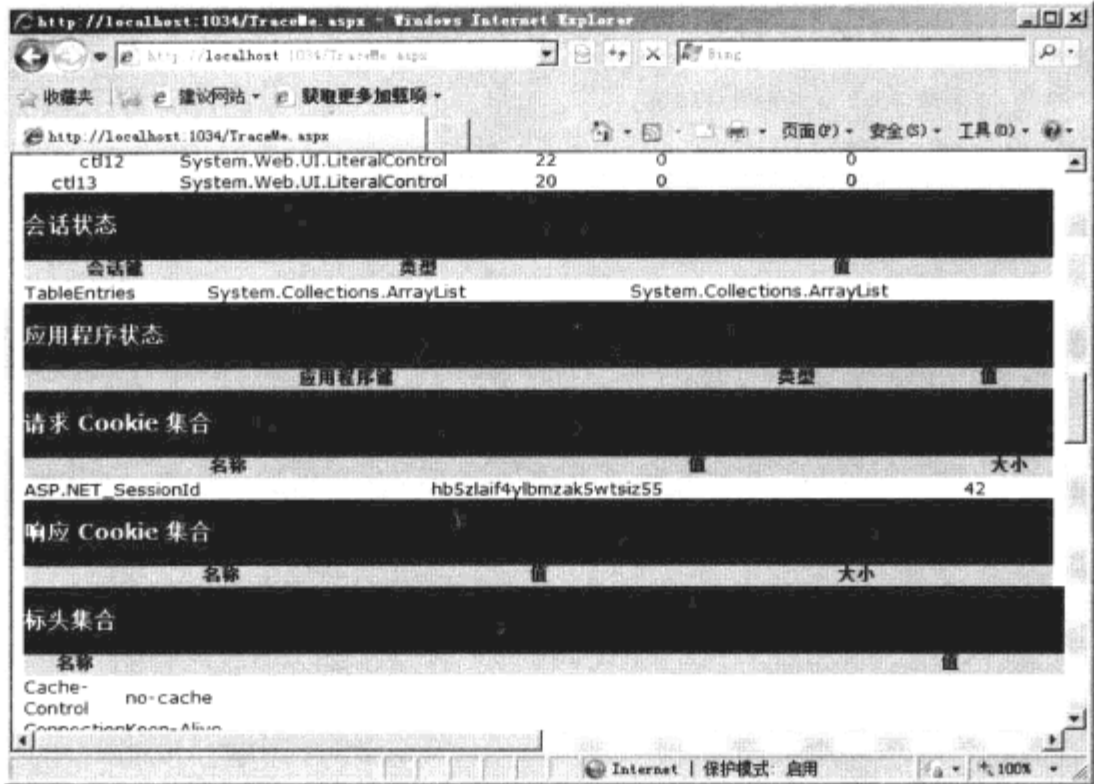 http://localhost:1034/TraceMe.aspx - Windows Internet Explorer
http://localhost:1034/TraceMe.aspx Bing
收藏夹 建议网站 获取更多加载项
http://localhost:1034/TraceMe.aspx 页面(P) 安全(S) 工具(O)
ctl12 System.Web.UI.LiteralControl 22 0 0
ctl13 System.Web.UI.LiteralControl 20 0 0
会话状态
会话键 类型 值
TableEntries System.Collections.ArrayList System.Collections.ArrayList
应用程序状态
应用程序键 类型 值
请求 Cookie 集合
名称 值 大小
ASP.NET_SessionId hb5zlaif4ylbmzak5wtsiz55 42
响应 Cookie 集合
名称 值 大小
标头集合
名称 值
Cache-
Control no-cache
ConnectionKeep-Alive
Internet | 保护模式: 启用 100%